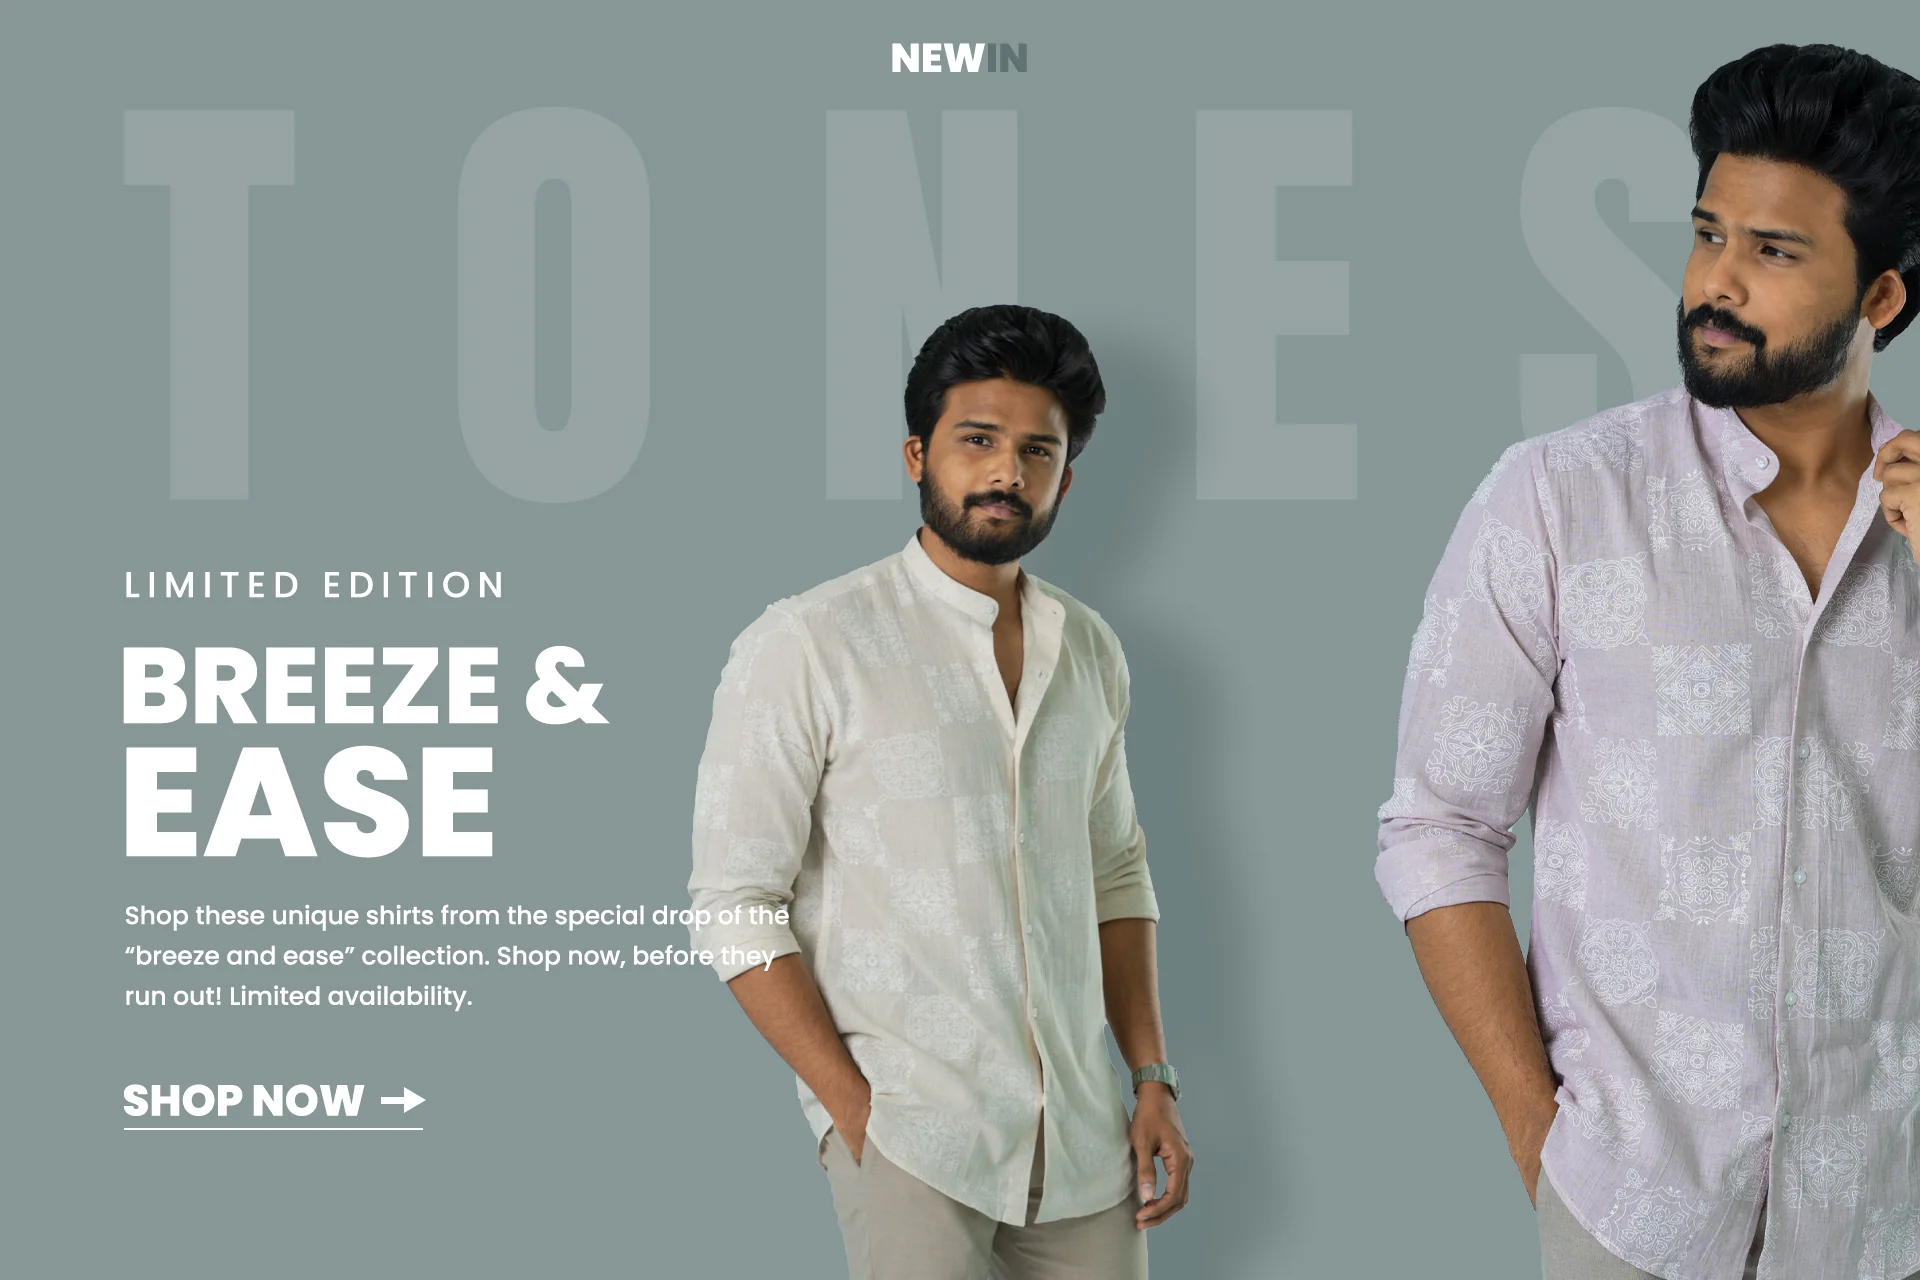 NEWIN
TONES
LIMITED EDITION
BREEZE &
EASE
Shop these unique shirts from the special drop of the
“breeze and ease” collection. Shop now, before they
run out! Limited availability.
SHOP NOW